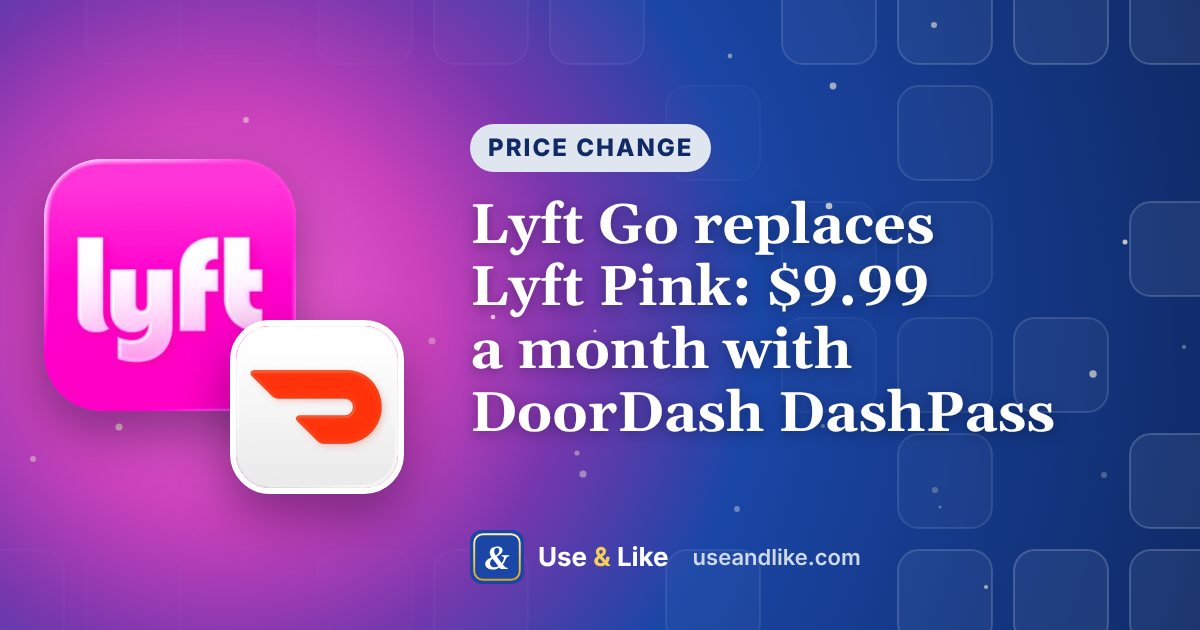 lyft
PRICE CHANGE
Lyft Go replaces
Lyft Pink: $9.99
a month with
DoorDash DashPass
& Use & Like useandlike.com